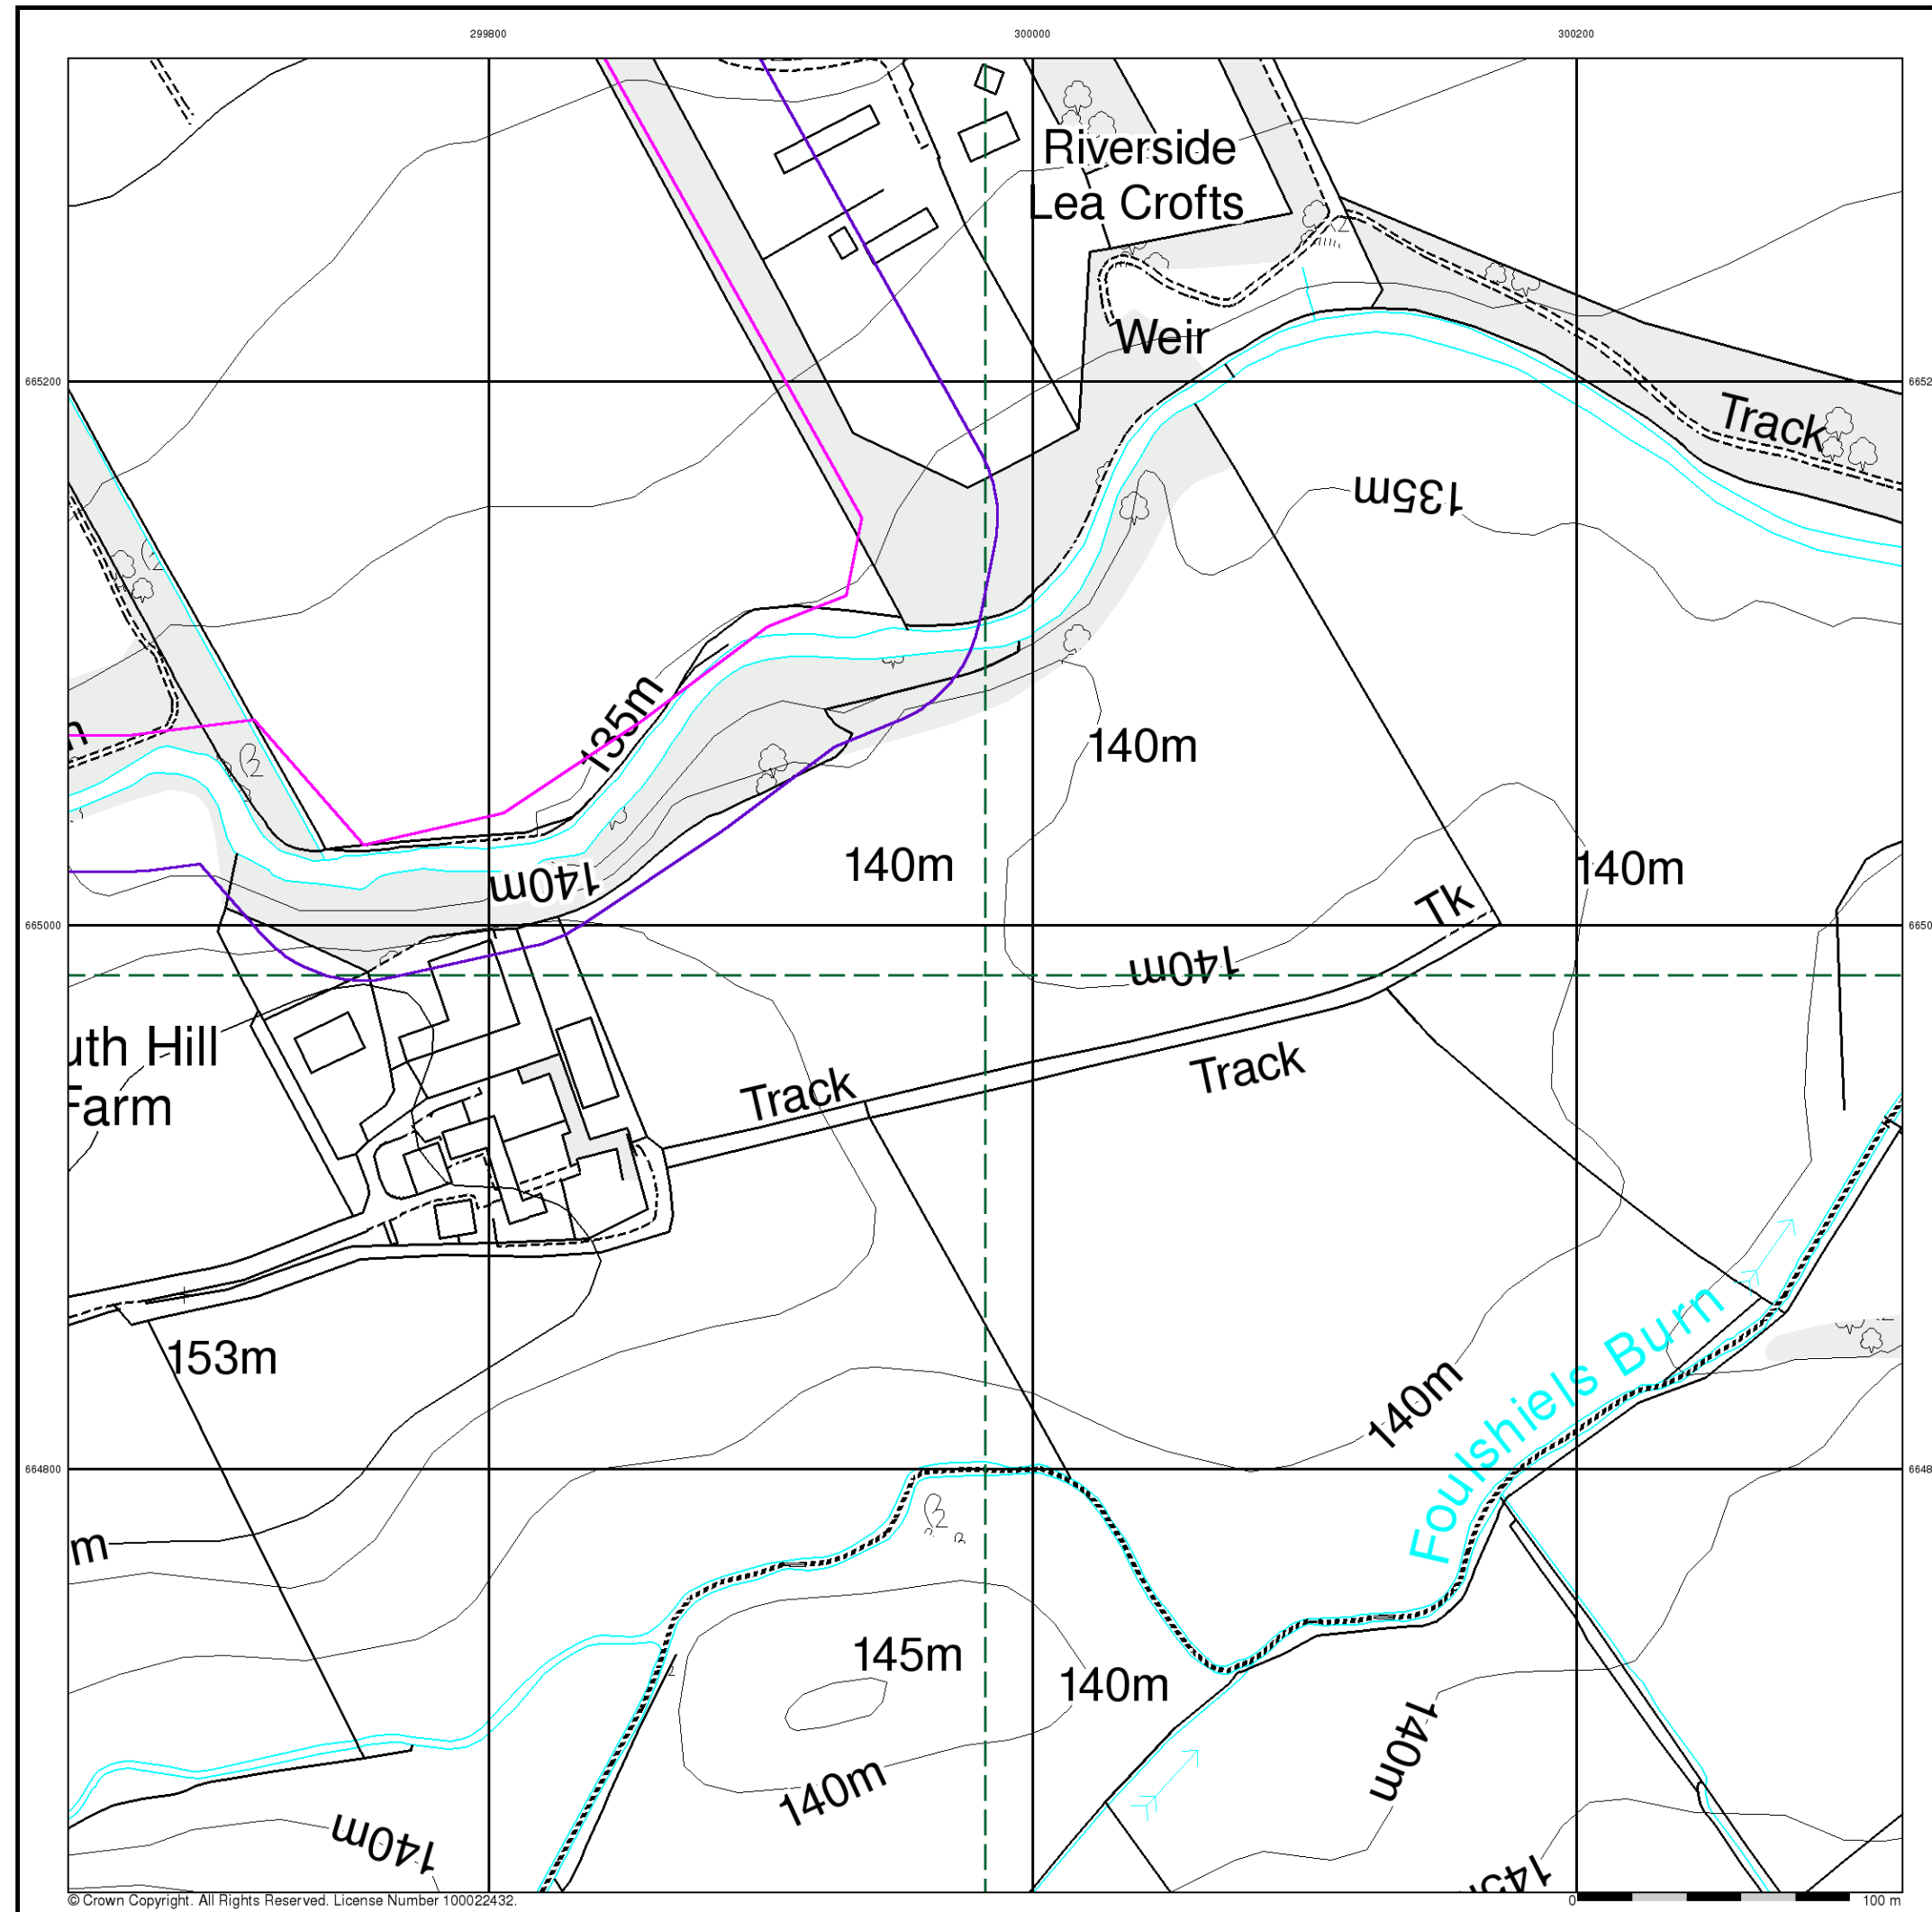 299800 300000 300200
Riverside
Lea Crofts
Weir
665200
Track
135m
135m
140m
140m
140m
140m
Tk
665000
140m
uth Hill
Farm
Track
Track
153m
Foulshiels Burn
140m
664800
m
145m
140m
140m
140m
140m
145m
© Crown Copyright. All Rights Reserved. License Number 100022432.
0 100 m